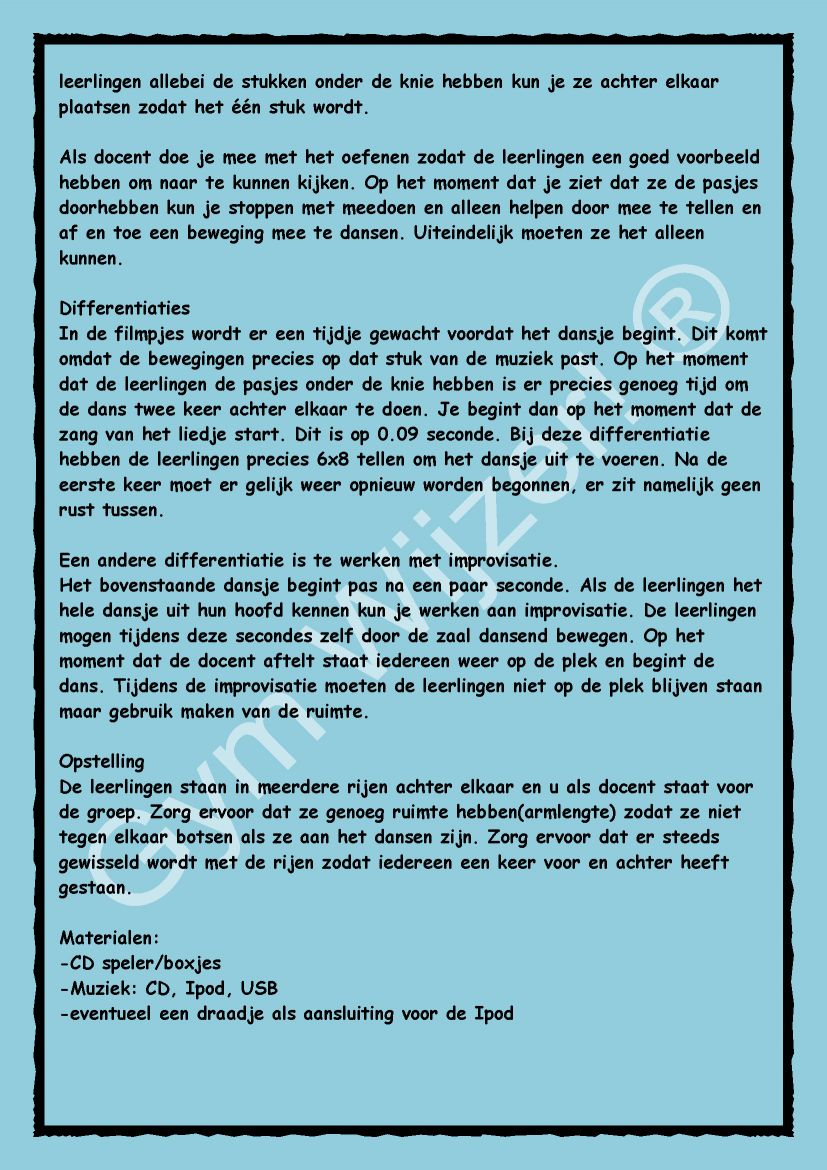 leerlingen allebei de stukken onder de knie hebben kun je ze achter elkaar
plaatsen zodat het één stuk wordt.
Als docent doe je mee met het oefenen zodat de leerlingen een goed voorbeeld
hebben om naar te kunnen kijken. Op het moment dat je ziet dat ze de pasjes
doorhebben kun je stoppen met meedoen en alleen helpen door mee te tellen en
af en toe een beweging mee te dansen. Uiteindelijk moeten ze het alleen
kunnen.
Differentiaties
In de filmpjes wordt er een tijdje gewacht voordat het dansje begint. Dit komt
omdat de bewegingen precies op dat stuk van de muziek past. Op het moment
dat de leerlingen de pasjes onder de knie hebben is er precies genoeg tijd om
de dans twee keer achter elkaar te doen. Je begint dan op het moment dat de
zang van het liedje start. Dit is op 0.09 seconde. Bij deze differentiatie
hebben de leerlingen precies 6x8 tellen om het dansje uit te voeren. Na de
eerste keer moet er gelijk weer opnieuw worden begonnen, er zit namelijk geen
rust tussen.
Een andere differentiatie is te werken met improvisatie.
Het bovenstaande dansje begint pas na een paar seconde. Als de leerlingen het
hele dansje uit hun hoofd kennen kun je werken aan improvisatie. De leerlingen
mogen tijdens deze secondes zelf door de zaal dansend bewegen. Op het
moment dat de docent aftelt staat iedereen weer op de plek en begint de
dans. Tijdens de improvisatie moeten de leerlingen niet op de plek blijven staan
maar gebruik maken van de ruimte.
Opstelling
De leerlingen staan in meerdere rijen achter elkaar en u als docent staat voor
de groep. Zorg ervoor dat ze genoeg ruimte hebben(armlengte) zodat ze niet
tegen elkaar botsen als ze aan het dansen zijn. Zorg ervoor dat er steeds
gewisseld wordt met de rijen zodat iedereen een keer voor en achter heeft
gestaan.
Materialen:
-CD speler/boxjes
-Muziek: CD, Ipod, USB
-eventueel een draadje als aansluiting voor de Ipod
Gym Wijzer! ®